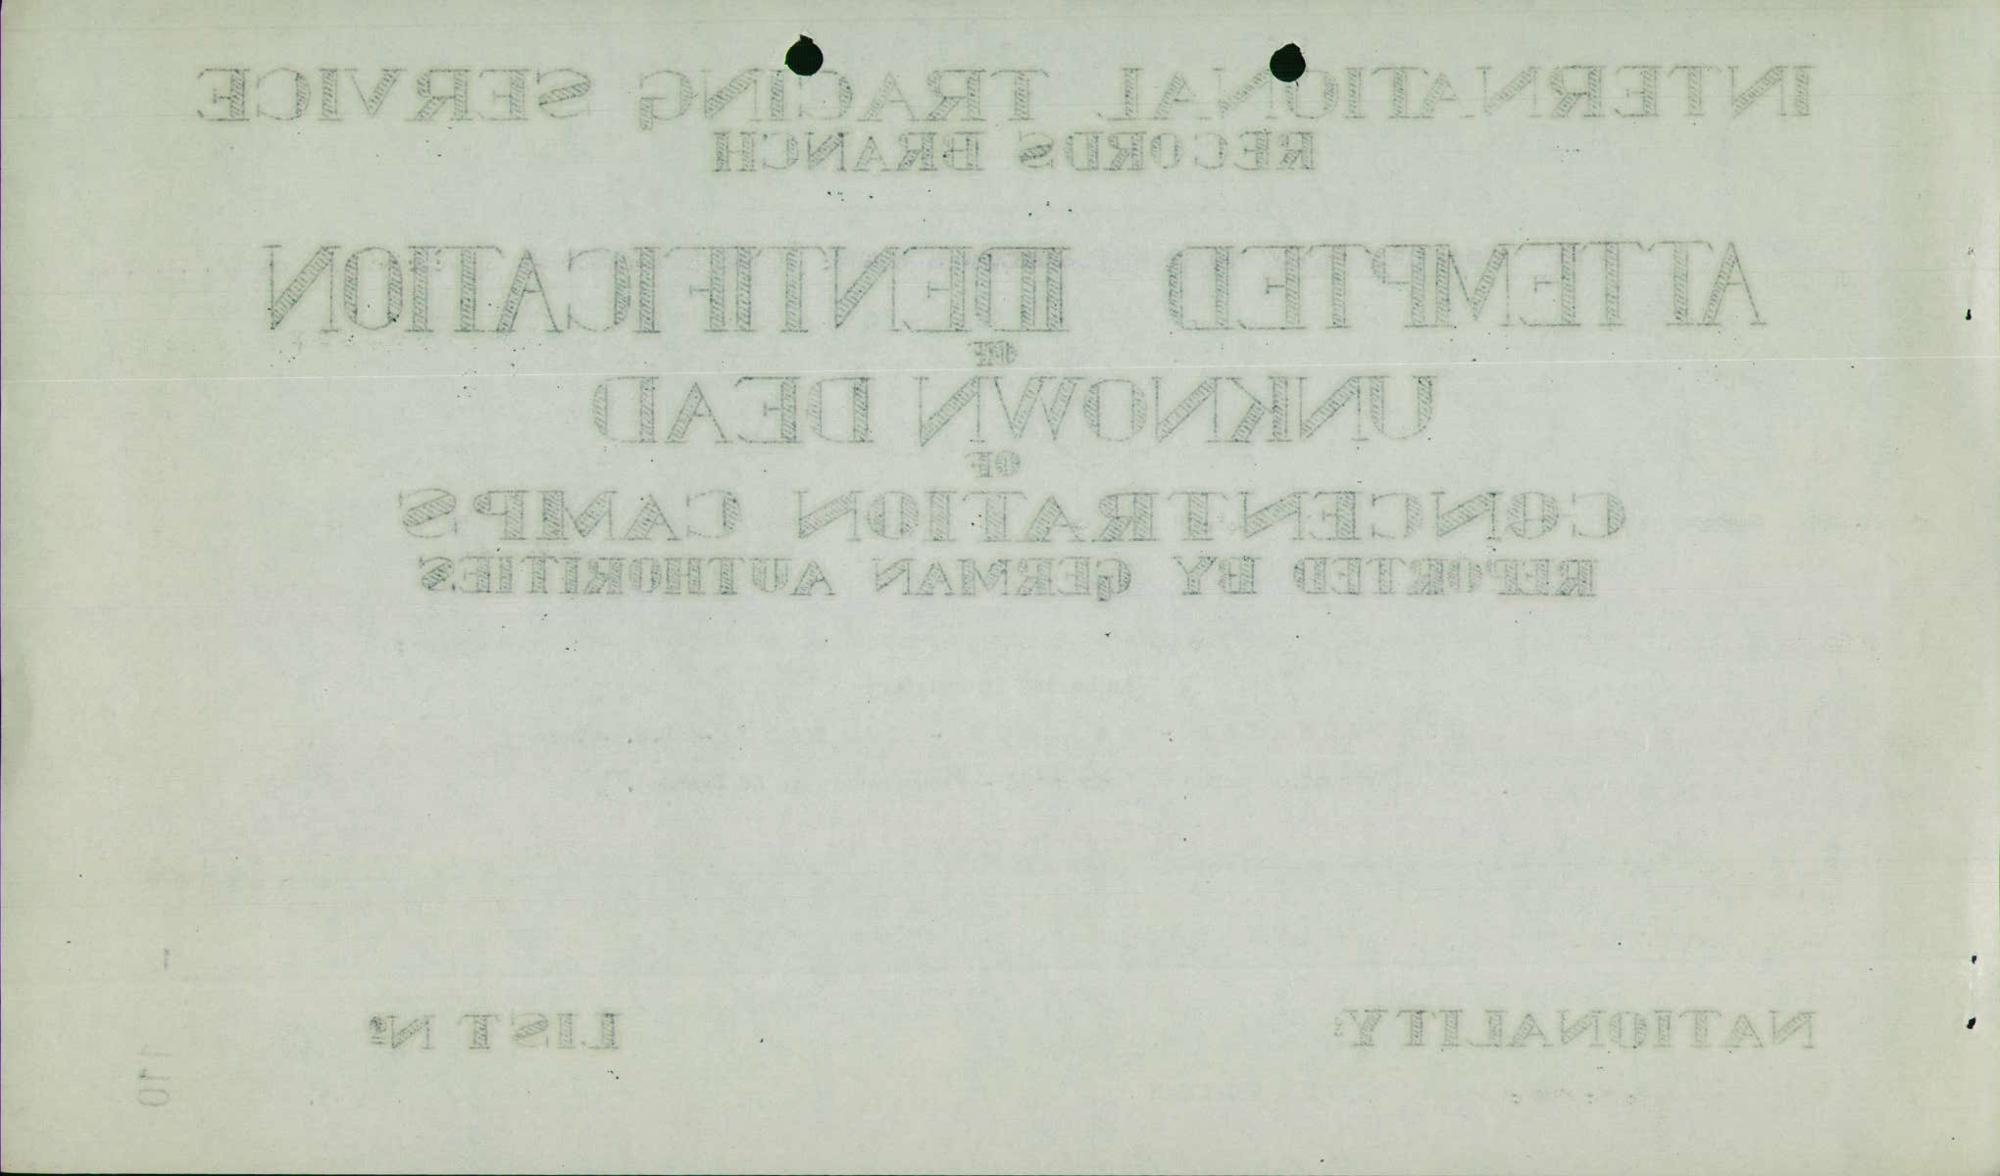 INTERNATIONAL TRACING SERVICE
RECORDS BRANCH
ATTEMPTED IDENTIFICATION
OF
UNKNOWN DEAD
OF
CONCENTRATION CAMPS
REPORTED BY GERMAN AUTHORITIES
NATIONALITY: LIST Nº